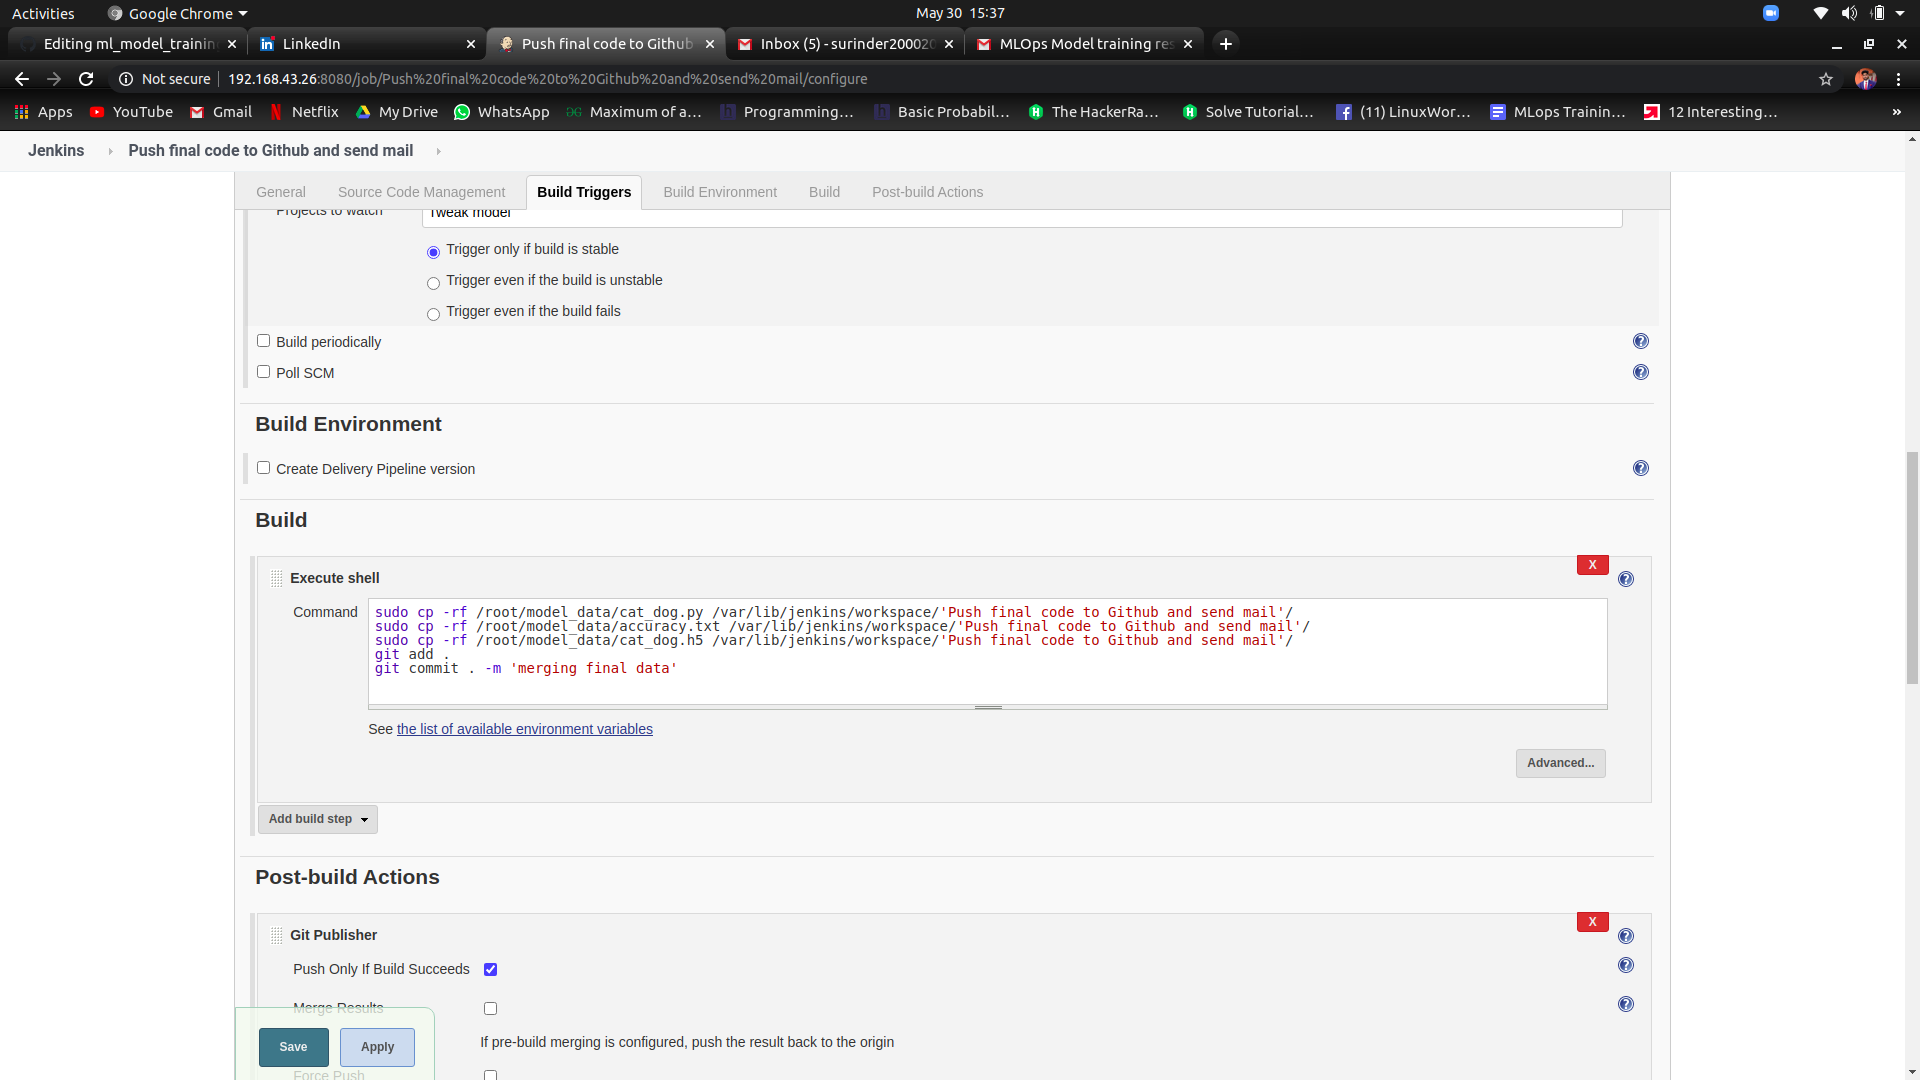 Activities
Google Chrome
May 30 15:37
Editing ml_model_trainin
LinkedIn
Push final code to Github
Inbox (5) - surinder200020
MLOps Model training res
Not secure
192.168.43.26:8080/job/Push%20final%20code%20to%20Github%20and%20send%20mail/configure
Apps
YouTube
Gmail
Netflix
My Drive
WhatsApp
Maximum of a...
Programming...
Basic Probabil...
The HackerRa...
Solve Tutorial...
(11) LinuxWor...
MLops Trainin...
12 Interesting...
»
Jenkins
Push final code to Github and send mail
General
Source Code Management
Build Triggers
Build Environment
Build
Post-build Actions
Projects to watch
Tweak model
Trigger only if build is stable
Trigger even if the build is unstable
Trigger even if the build fails
Build periodically
Poll SCM
Build Environment
Create Delivery Pipeline version
Build
X
Execute shell
Command
sudo cp -rf /root/model_data/cat_dog.py /var/lib/jenkins/workspace/'Push final code to Github and send mail'/
sudo cp -rf /root/model_data/accuracy.txt /var/lib/jenkins/workspace/'Push final code to Github and send mail'/
sudo cp -rf /root/model_data/cat_dog.h5 /var/lib/jenkins/workspace/'Push final code to Github and send mail'/
git add .
git commit . -m 'merging final data'
See the list of available environment variables
Advanced...
Add build step
Post-build Actions
X
Git Publisher
Push Only If Build Succeeds
Merge Results
If pre-build merging is configured, push the result back to the origin
Save
Apply
Force Push